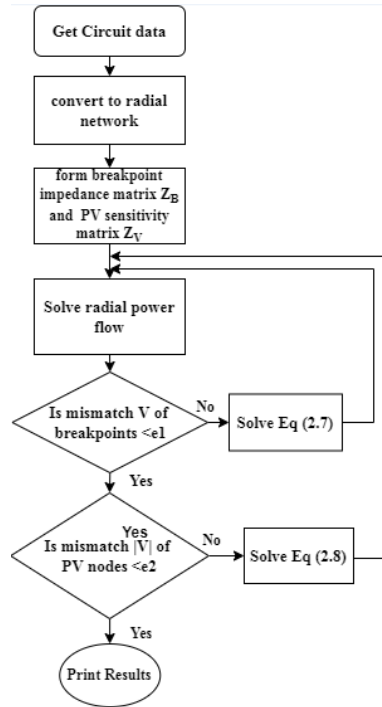 Get Circuit data
convert to radial
network
form breakpoint
impedance matrix Z_B
and PV sensitivity
matrix Z_V
Solve radial power
flow
Is mismatch V of
breakpoints <e1
No
Solve Eq (2.7)
Yes
Yes
Is mismatch |V| of
PV nodes <e2
No
Solve Eq (2.8)
Yes
Print Results